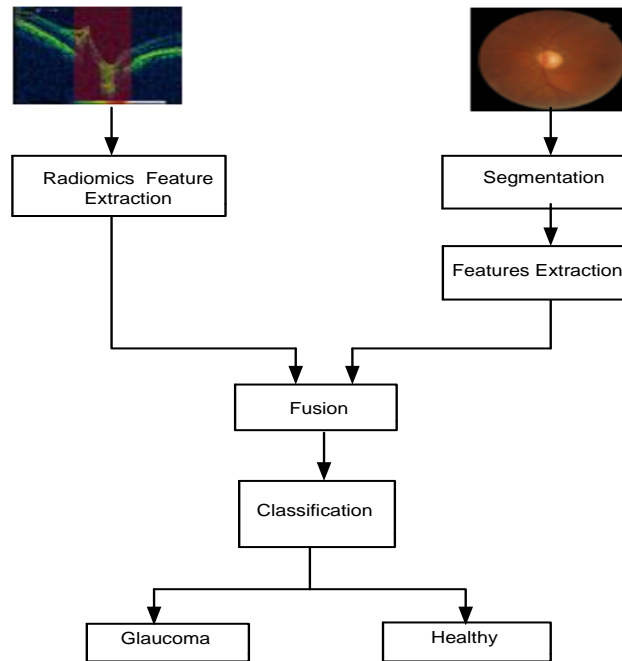 Radiomics Feature
Extraction
Segmentation
Features Extraction
Fusion
Classification
Glaucoma
Healthy